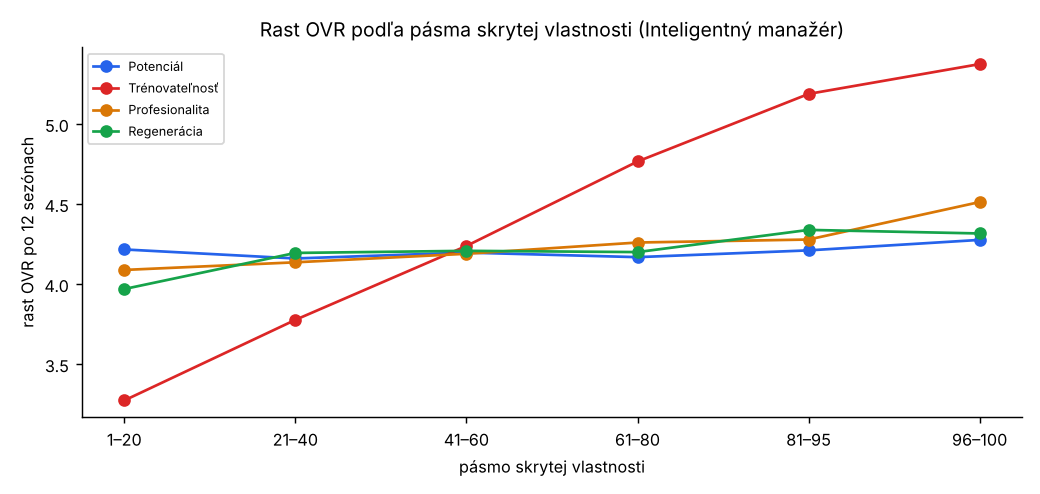 Rast OVR podľa pásma skrytej vlastnosti (Inteligentný manažér)
Potenciál
Trénovateľnosť
Profesionalita
Regenerácia
rast OVR po 12 sezónach
5.0
4.5
4.0
3.5
1–20
21–40
41–60
61–80
81–95
96–100
pásmo skrytej vlastnosti